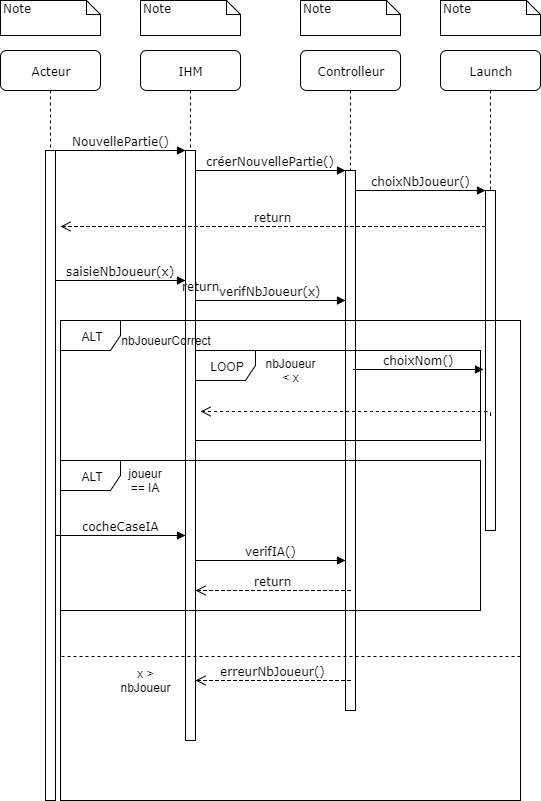 Note
Note
Note
Note
Acteur
IHM
Controlleur
Launch
NouvellePartie()
créerNouvellePartie()
choixNbJoueur()
return
saisieNbJoueur(x)
return
verifNbJoueur(x)
ALT
nbJoueurCorrect
LOOP
nbJoueur
< x
choixNom()
ALT
joueur
== IA
cocheCaseIA
verifIA()
return
x >
nbJoueur
erreurNbJoueur()